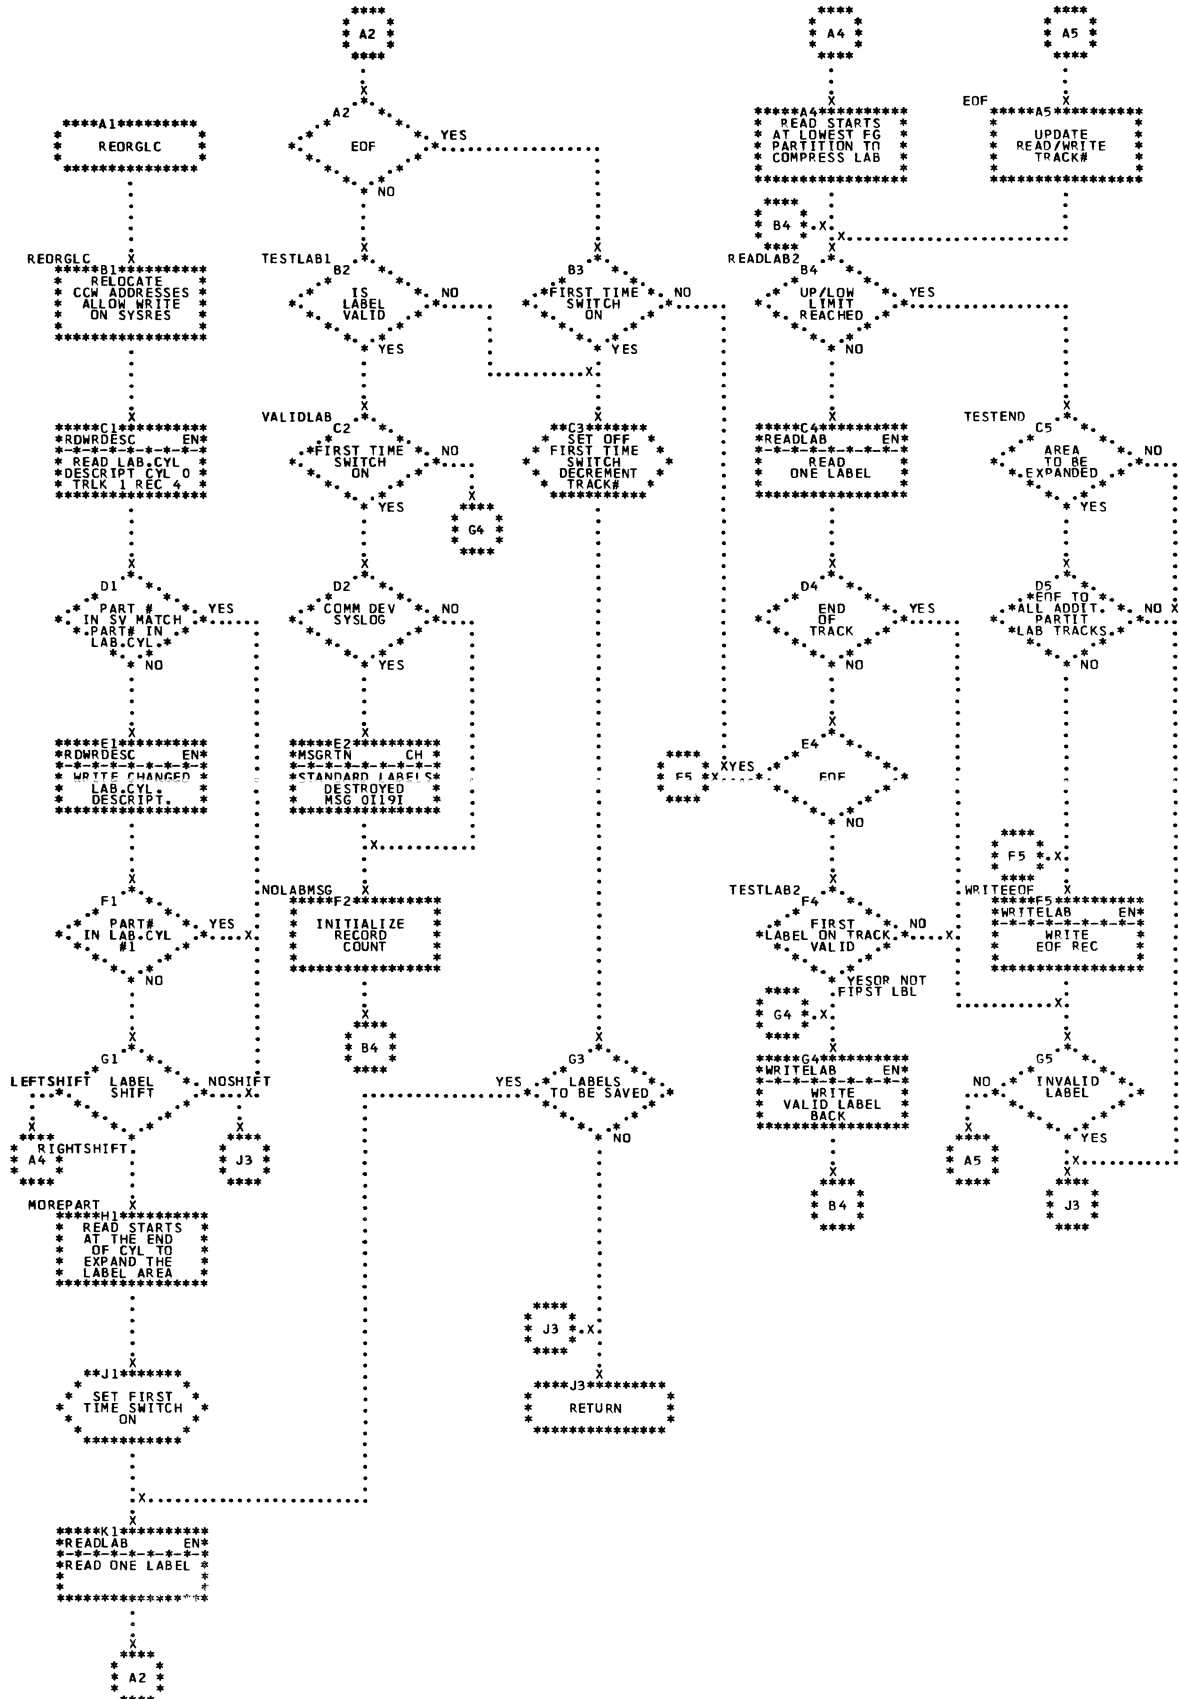 A2
A4
A5
A1
REORGLC
A2
EOF
YES
NO
A4
READ STARTS
AT LOWEST FG
PARTITION TO
COMPRESS LAB
EOF
A5
UPDATE
READ/WRITE
TRACK#
B4
REORGLC
B1
RELOCATE
CCW ADDRESSES
ALLOW WRITE
ON SYSRES
TESTLAB1
B2
IS
LABEL
VALID
NO
YES
B3
FIRST TIME
SWITCH
ON
NO
YES
READLAB2
B4
UP/LOW
LIMIT
REACHED
YES
NO
C1
RDWRDESC EN
READ LAB.CYL
DESCRIPT CYL 0
TRLK 1 REC 4
VALIDLAB
C2
FIRST TIME
SWITCH
ON
NO
YES
G4
C3
SET OFF
FIRST TIME
SWITCH
DECREMENT
TRACK#
C4
READLAB EN
READ
ONE LABEL
TESTEND
C5
AREA
TO BE
EXPANDED
NO
YES
D1
PART #
IN SV MATCH
PART# IN
LAB.CYL.
YES
NO
D2
COMM DEV
SYSLOG
NO
YES
D4
END
OF
TRACK
YES
NO
D5
EOF TO
ALL ADDIT.
PARTIT
LAB TRACKS
NO
NO
E1
RDWRDESC EN
WRITE CHANGED
LAB.CYL.
DESCRIPT.
E2
MSGRTN CH
STANDARD LABELS
DESTROYED
MSG 0I19I
F5
YES
E4
EOF
NO
F1
PART#
IN LAB.CYL
#1
YES
NO
NOLABMSG
F2
INITIALIZE
RECORD
COUNT
B4
TESTLAB2
F4
FIRST
LABEL ON TRACK
VALID
NO
YESOR NOT
FIRST LBL
F5
WRITEEOF
F5
WRITELAB EN
WRITE
EOF REC
G4
G1
LABEL
SHIFT
LEFTSHIFT
NOSHIFT
RIGHTSHIFT
A4
J3
G3
LABELS
TO BE SAVED
YES
NO
G4
WRITELAB EN
WRITE
VALID LABEL
BACK
B4
G5
INVALID
LABEL
NO
YES
A5
J3
MOREPART
H1
READ STARTS
AT THE END
OF CYL TO
EXPAND THE
LABEL AREA
J3
J1
SET FIRST
TIME SWITCH
ON
J3
RETURN
K1
READLAB EN
READ ONE LABEL
A2